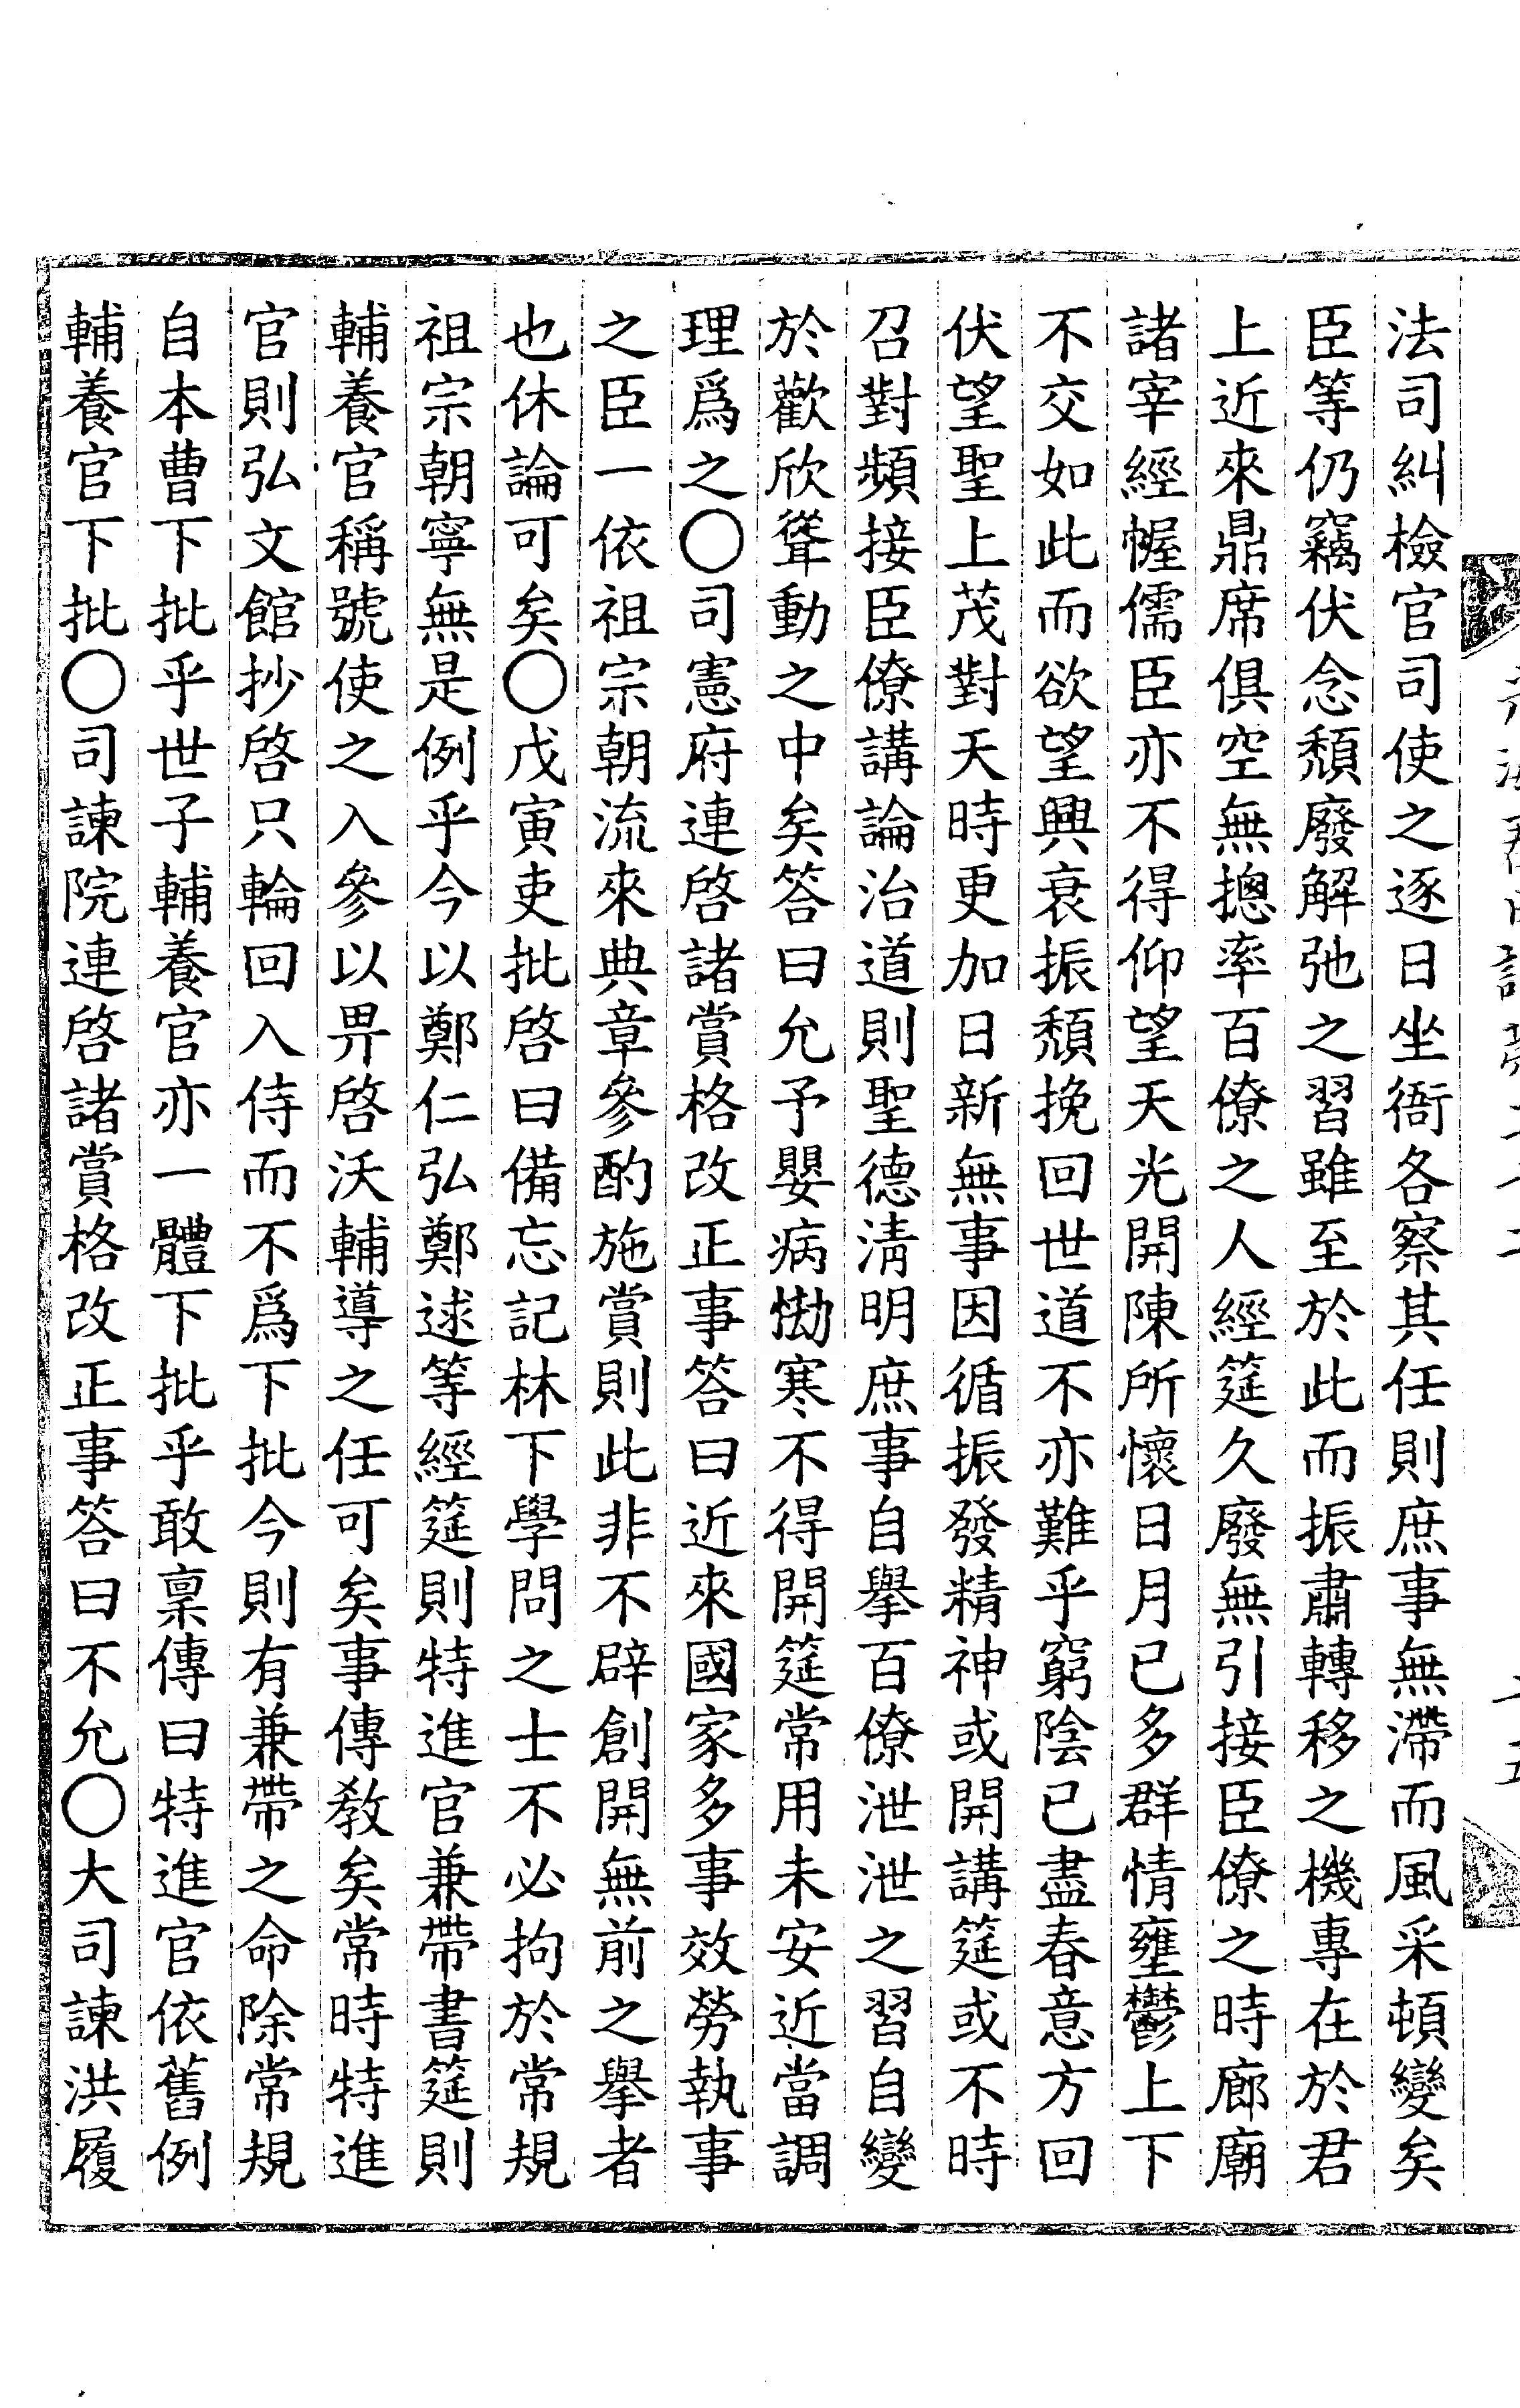 法司糾檢官司使之逐日坐衙各察其任則庶事無滯而風采頓變矣
臣等仍竊伏念頹廢解弛之習雖至於此而振肅轉移之機專在於君
上近來鼎席俱空無摠率百僚之人經筵久廢無引接臣僚之時廊廟
諸宰經幄儒臣亦不得仰望天光開陳所懷日月已多群情壅鬱上下
不交如此而欲望興衰振頹挽回世道不亦難乎窮陰已盡春意方回
伏望聖上茂對天時更加日新無事因循振發精神或開講筵或不時
召對頻接臣僚講論治道則聖德淸明庶事自擧百僚泄泄之習自變
於歡欣聳動之中矣答曰允予嬰病怮寒不得開筵常用未安近當調
理爲之〇司憲府連啓諸賞格改正事答曰近來國家多事效勞執事
之臣一依祖宗朝流來典章參酌施賞則此非不辟創開無前之擧者
也休論可矣〇戊寅吏批啓曰備忘記林下學問之士不必拘於常規
祖宗朝寧無是例乎今以鄭仁弘鄭逑等經筵則特進官兼帶書筵則
輔養官稱號使之入參以畀啓沃輔導之任可矣事傳敎矣常時特進
官則弘文館抄啓只輪回入侍而不爲下批今則有兼帶之命除常規
自本曹下批乎世子輔養官亦一體下批乎敢稟傳曰特進官依舊例
輔養官下批〇司諫院連啓諸賞格改正事答曰不允〇大司諫洪履